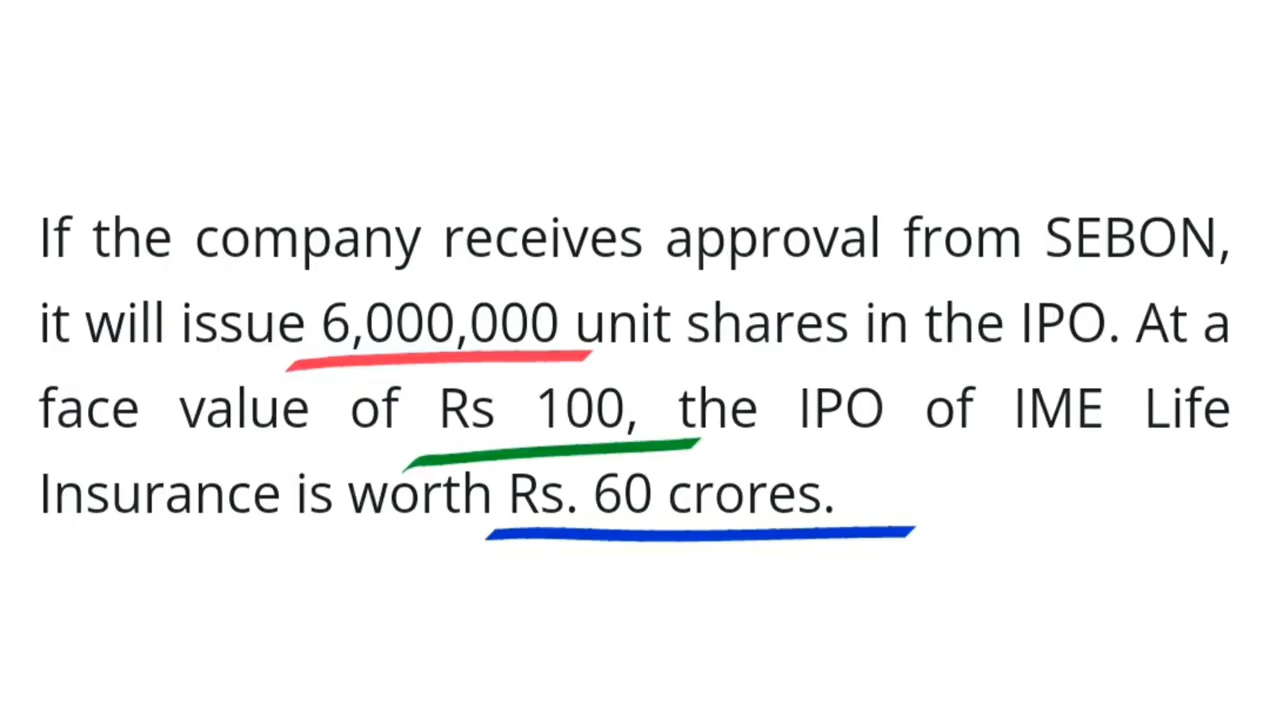 If the company receives approval from SEBON,
it will issue 6,000,000 unit shares in the IPO. At a
face value of Rs 100, the IPO of IME Life
Insurance is worth Rs. 60 crores.